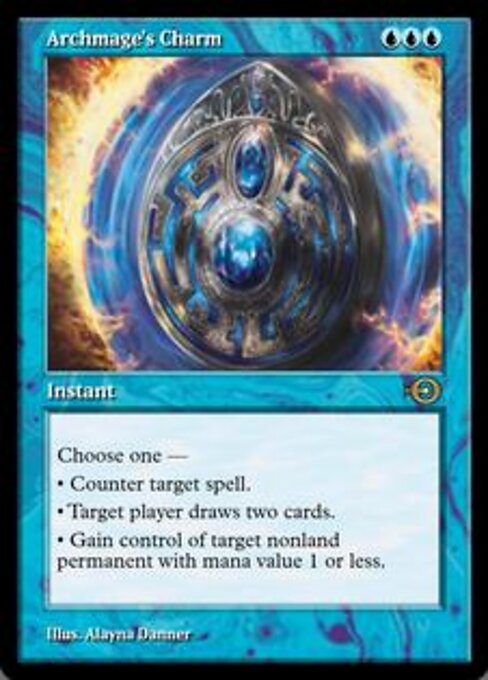 Archmage's Charm
Instant
Choose one —
• Counter target spell.
• Target player draws two cards.
• Gain control of target nonland
permanent with mana value 1 or less.
Illus. Alayna Danner